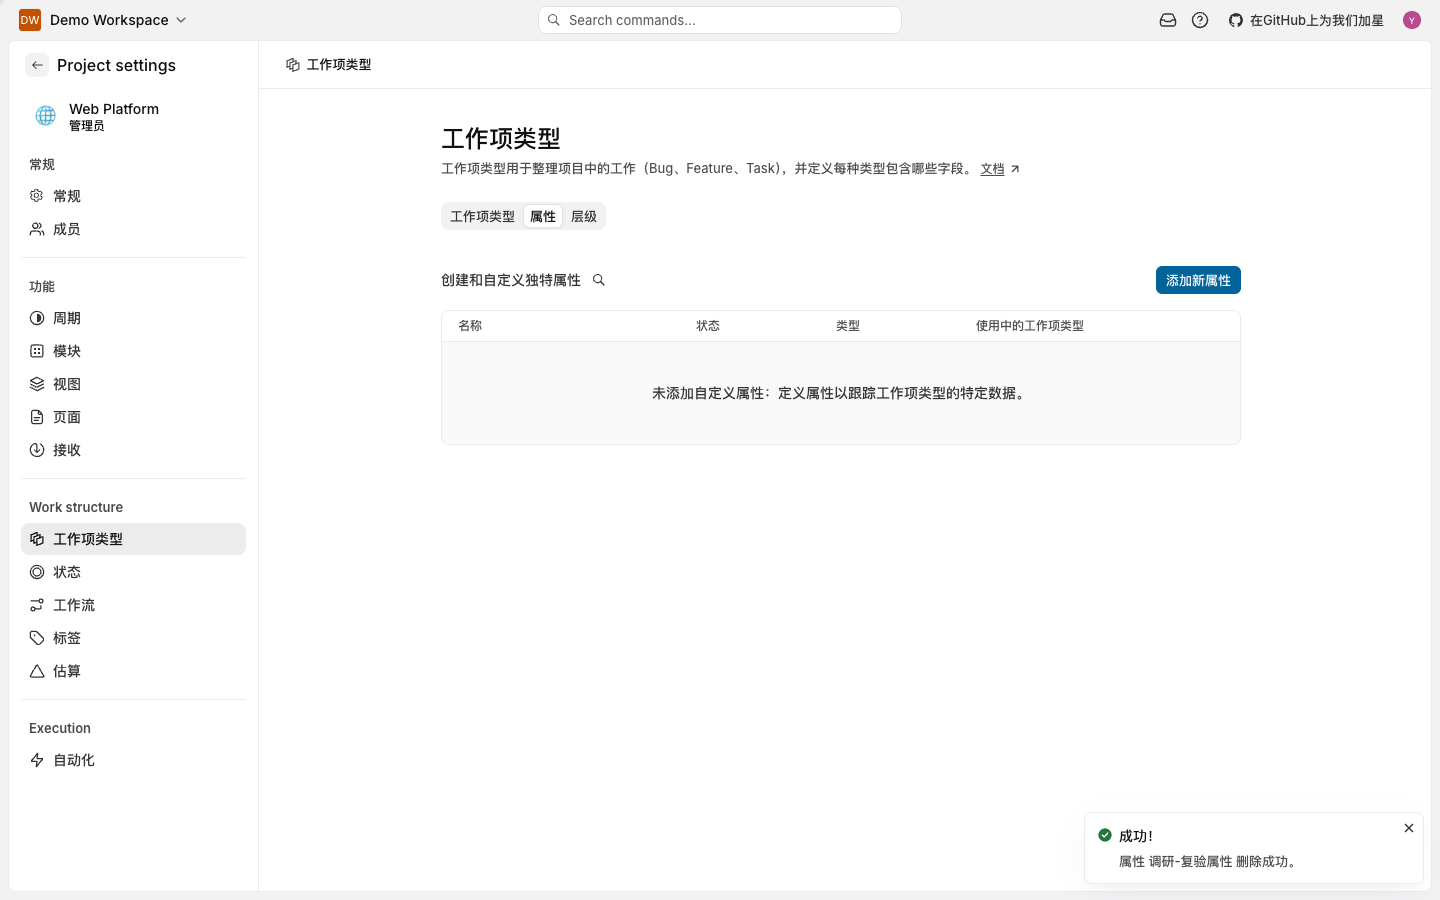 DW Demo Workspace
Search commands...
在GitHub上为我们加星
Y
Project settings
Web Platform
管理员
常规
常规
成员
功能
周期
模块
视图
页面
接收
Work structure
工作项类型
状态
工作流
标签
估算
Execution
自动化
工作项类型
工作项类型
工作项类型用于整理项目中的工作（Bug、Feature、Task），并定义每种类型包含哪些字段。 文档
工作项类型 属性 层级
创建和自定义独特属性
添加新属性
名称 状态 类型 使用中的工作项类型
未添加自定义属性：定义属性以跟踪工作项类型的特定数据。
成功！
属性 调研-复验属性 删除成功。